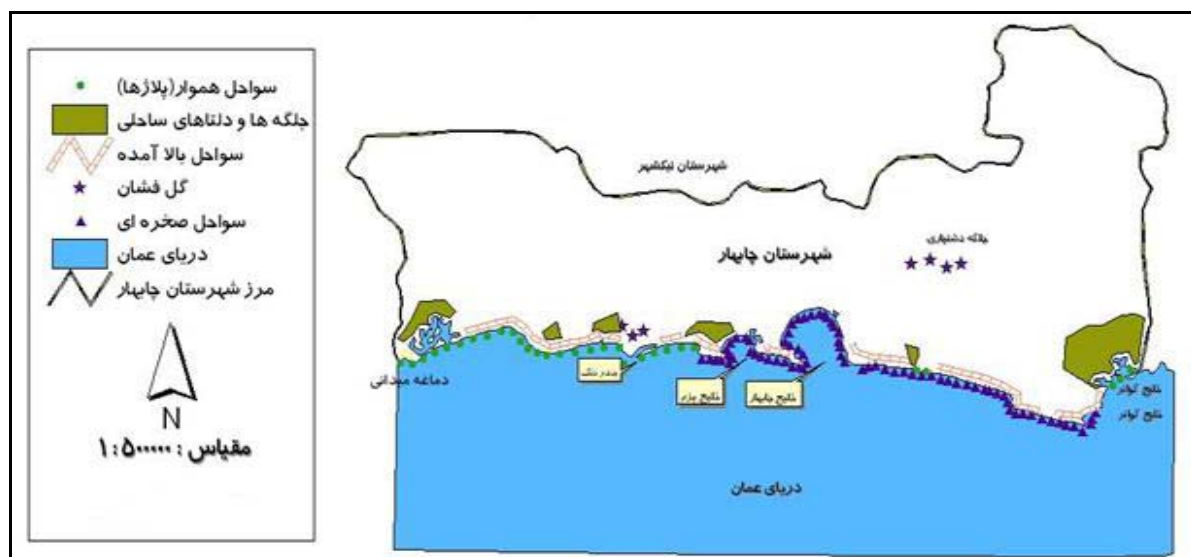 سواحل هموار(پلاژها)
جلگه ها و دلتاهای ساحلی
سواحل بالا آمده
گل فشان
سواحل صخره ای
دریای عمان
مرز شهرستان چابهار
N
مقیاس : ۱:۵۰۰۰۰۰
شهرستان نیکشهر
جلگه دشتیاری
شهرستان چابهار
دماغه میدانی
خلیج پزم
خلیج چابهار
خلیج گواتر
خلیج گواتر
دریای عمان